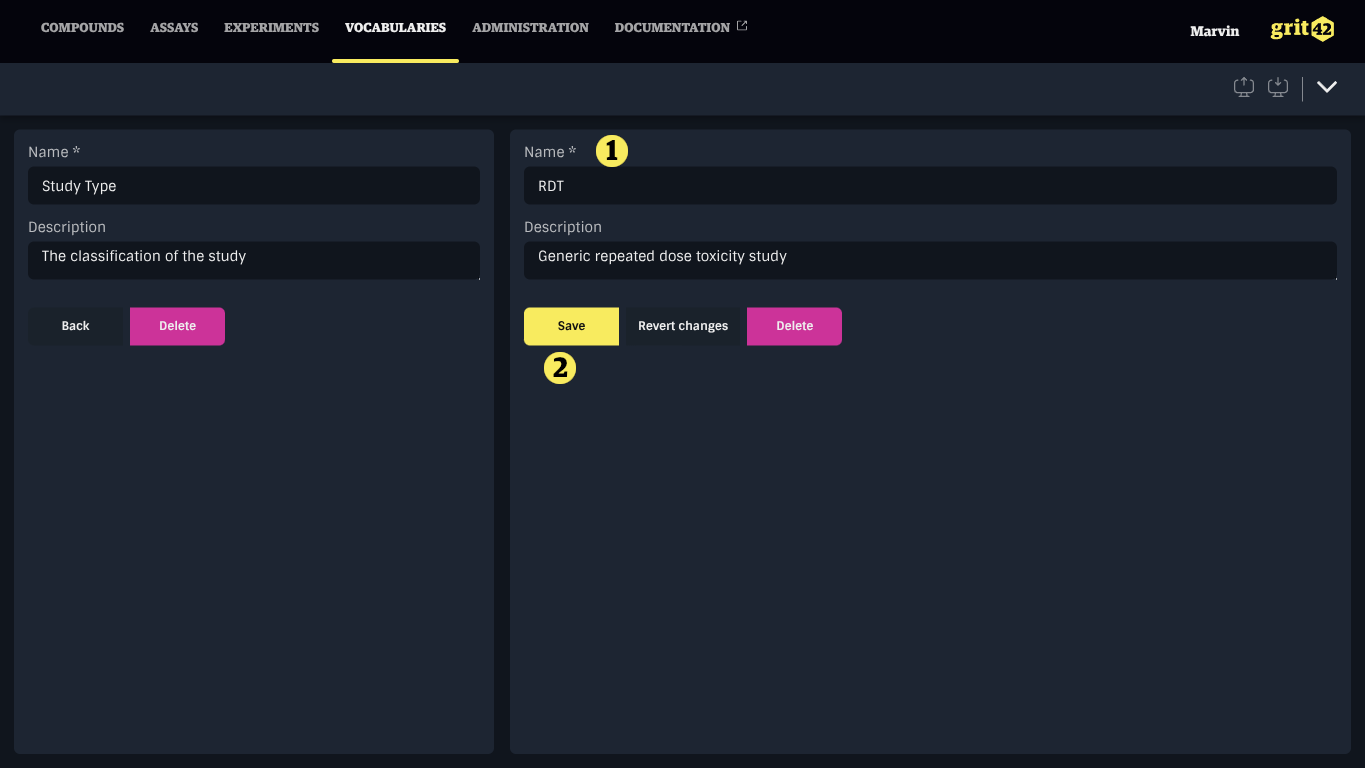 COMPOUNDS ASSAYS EXPERIMENTS VOCABULARIES ADMINISTRATION DOCUMENTATION Marvin grit42
Name *
Study Type
Description
The classification of the study
Back Delete
Name * 1
RDT
Description
Generic repeated dose toxicity study
Save Revert changes Delete
2